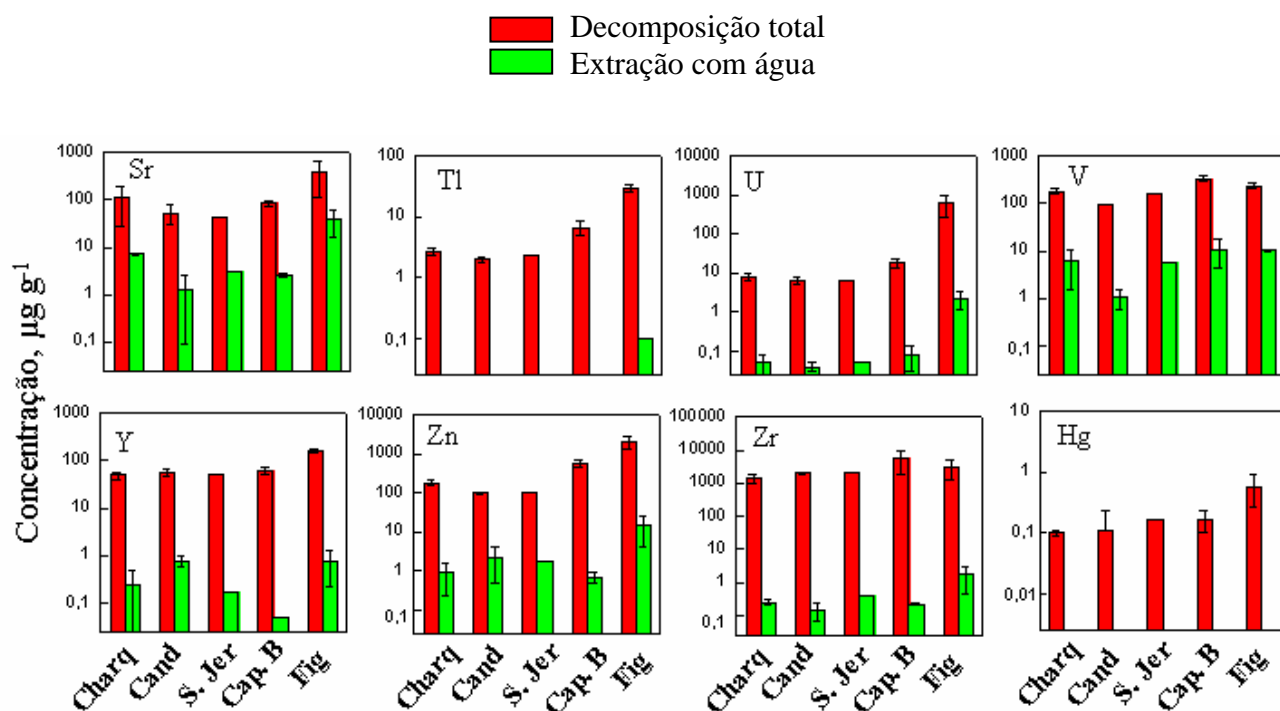 Decomposição total
Extração com água
Concentração, µg g-1
Sr
1000
100
10
1
0,1
Tl
100
10
1
0,1
U
10000
1000
100
10
1
0,1
V
1000
100
10
1
0,1
Y
1000
100
10
1
0,1
Zn
10000
1000
100
10
1
0,1
Zr
100000
10000
1000
100
10
1
0,1
Hg
10
1
0,1
0,01
Charq Cand S. Jer Cap. B Fig
Charq Cand S. Jer Cap. B Fig
Charq Cand S. Jer Cap. B Fig
Charq Cand S. Jer Cap. B Fig